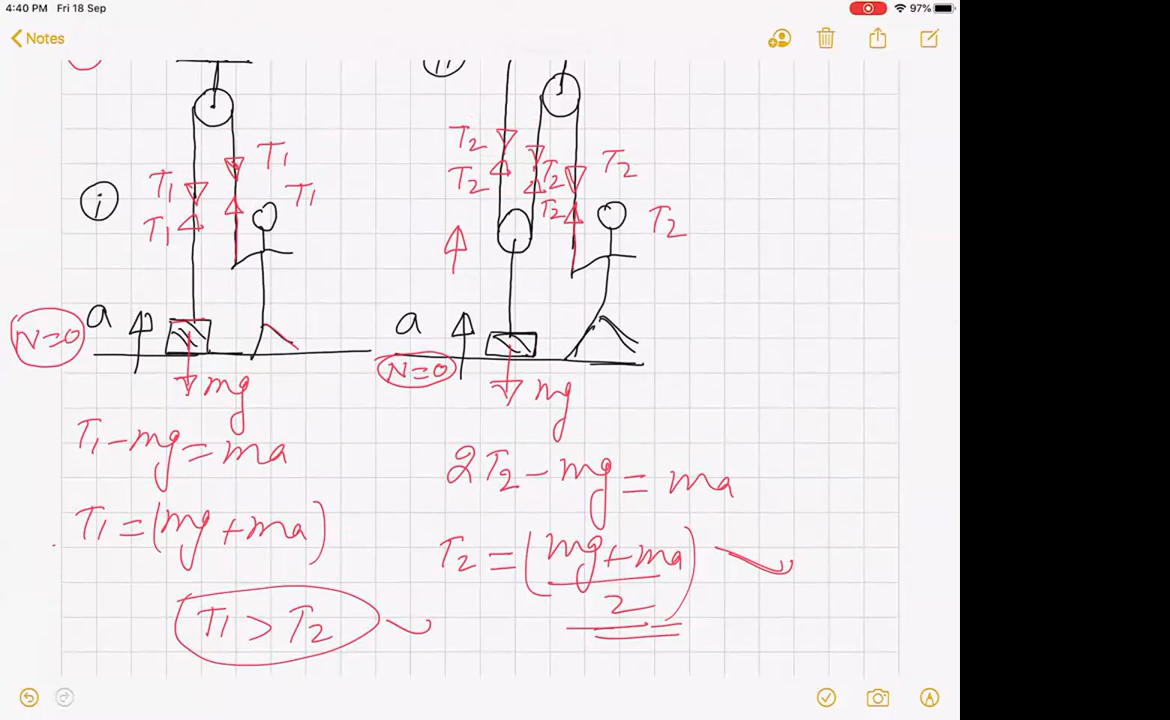 4:40 PM Fri 18 Sep
97%
Notes
(i)
(ii)
T1
T1
T1
T1
T2
T2
T2
T2
T2
T2
a
N=0
mg
a
N=0
mg
T1-mg=ma
T1=(mg+ma)
T1>T2
2T2-mg=ma
T2=(mg+ma/2)